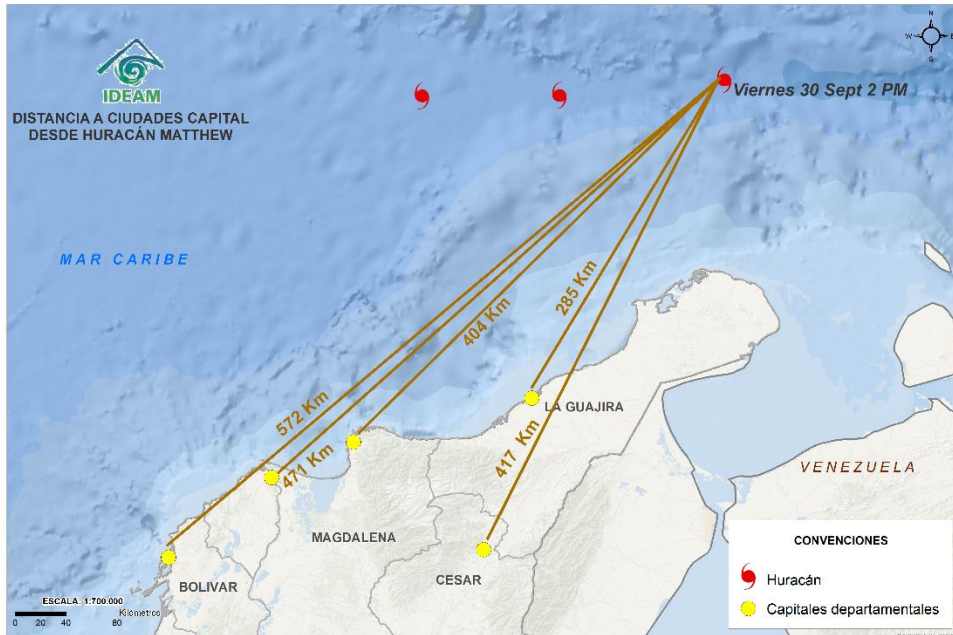 N
W
E
S
IDEAM
DISTANCIA A CIUDADES CAPITAL
DESDE HURACÁN MATTHEW
Viernes 30 Sept 2 PM
MAR CARIBE
285 Km
404 Km
572 Km
471 Km
417 Km
LA GUAJIRA
VENEZUELA
MAGDALENA
BOLIVAR
CESAR
CONVENCIONES
Huracán
Capitales departamentales
ESCALA: 1:700.000
Kilómetros
0 20 40 80